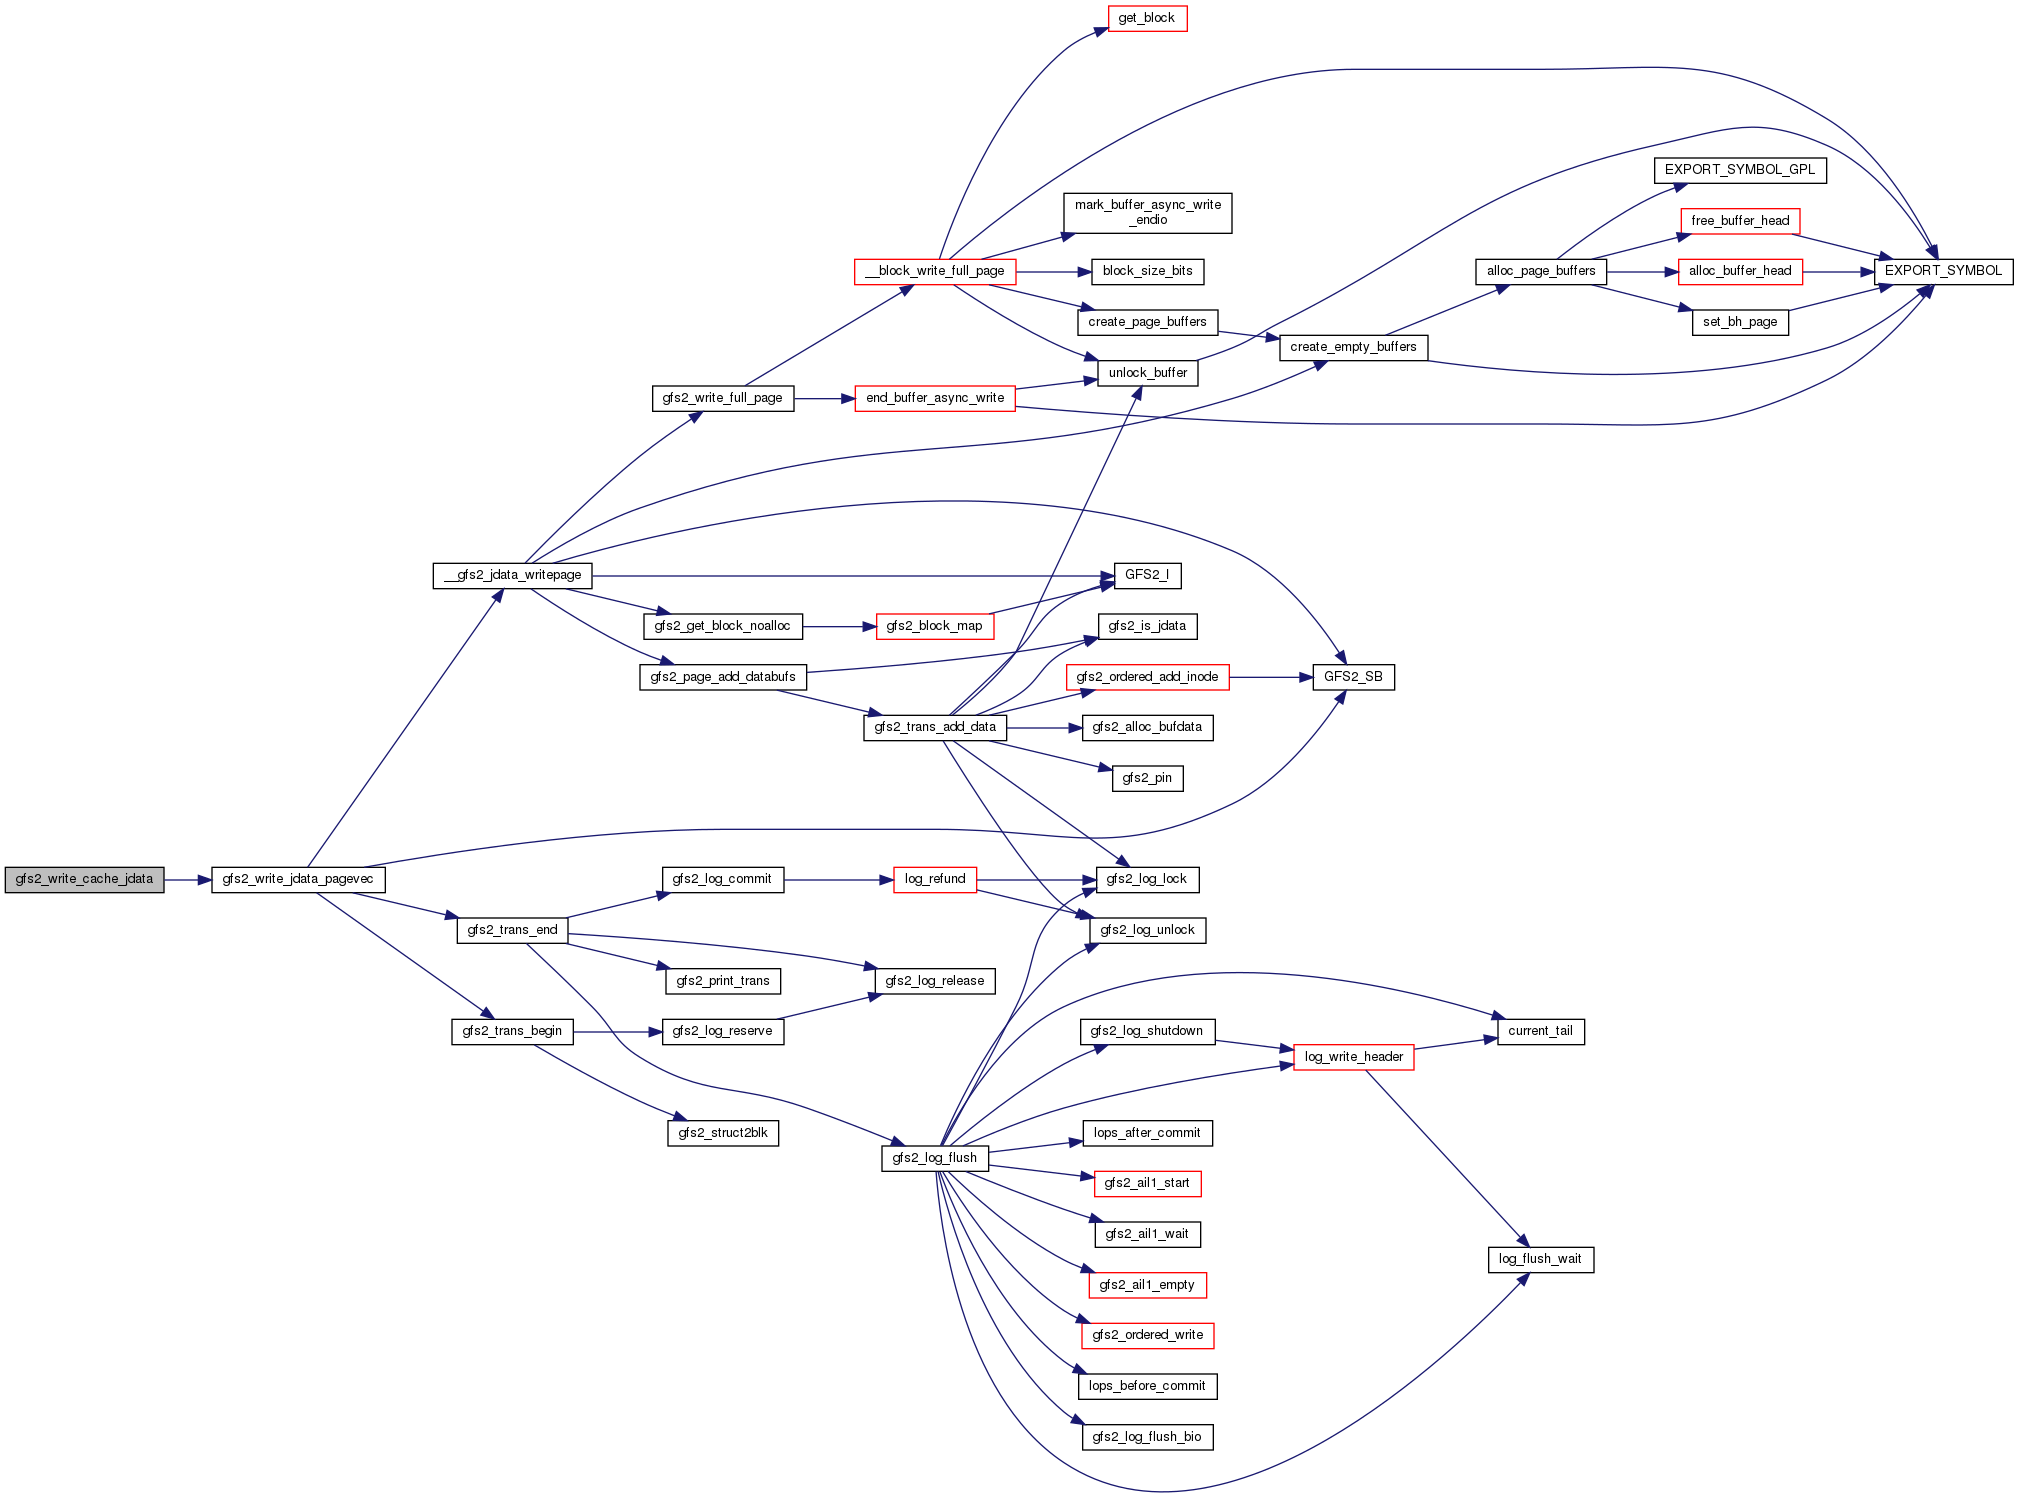 get_block
EXPORT_SYMBOL_GPL
mark_buffer_async_write
_endio
free_buffer_head
__block_write_full_page
block_size_bits
alloc_page_buffers
alloc_buffer_head
EXPORT_SYMBOL
create_page_buffers
set_bh_page
create_empty_buffers
unlock_buffer
gfs2_write_full_page
end_buffer_async_write
__gfs2_jdata_writepage
GFS2_I
gfs2_get_block_noalloc
gfs2_block_map
gfs2_is_jdata
gfs2_page_add_databufs
gfs2_ordered_add_inode
GFS2_SB
gfs2_trans_add_data
gfs2_alloc_bufdata
gfs2_pin
gfs2_write_cache_jdata
gfs2_write_jdata_pagevec
gfs2_log_commit
log_refund
gfs2_log_lock
gfs2_trans_end
gfs2_log_unlock
gfs2_print_trans
gfs2_log_release
gfs2_trans_begin
gfs2_log_reserve
gfs2_log_shutdown
current_tail
log_write_header
gfs2_struct2blk
lops_after_commit
gfs2_log_flush
gfs2_ail1_start
gfs2_ail1_wait
log_flush_wait
gfs2_ail1_empty
gfs2_ordered_write
lops_before_commit
gfs2_log_flush_bio